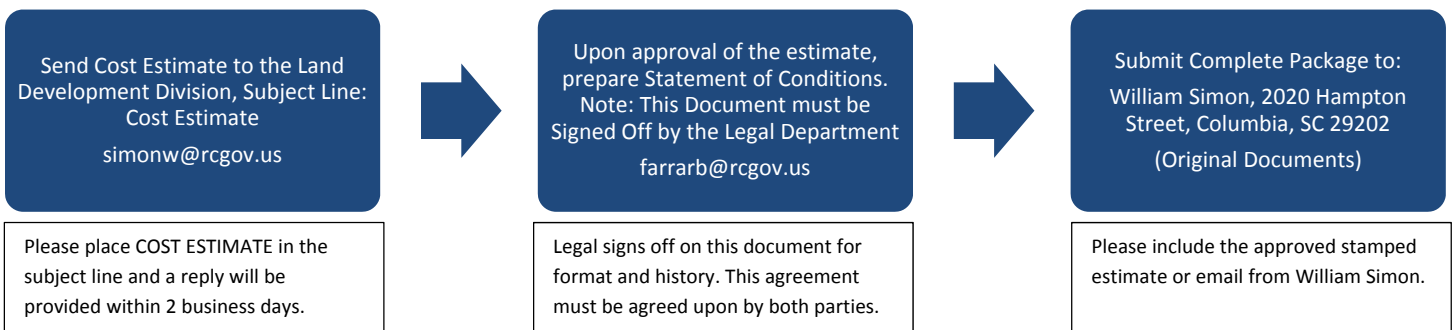 Send Cost Estimate to the Land
Development Division, Subject Line:
Cost Estimate
simonw@rcgov.us
Please place COST ESTIMATE in the
subject line and a reply will be
provided within 2 business days.
Upon approval of the estimate,
prepare Statement of Conditions.
Note: This Document must be
Signed Off by the Legal Department
farrarb@rcgov.us
Legal signs off on this document for
format and history. This agreement
must be agreed upon by both parties.
Submit Complete Package to:
William Simon, 2020 Hampton
Street, Columbia, SC 29202
(Original Documents)
Please include the approved stamped
estimate or email from William Simon.